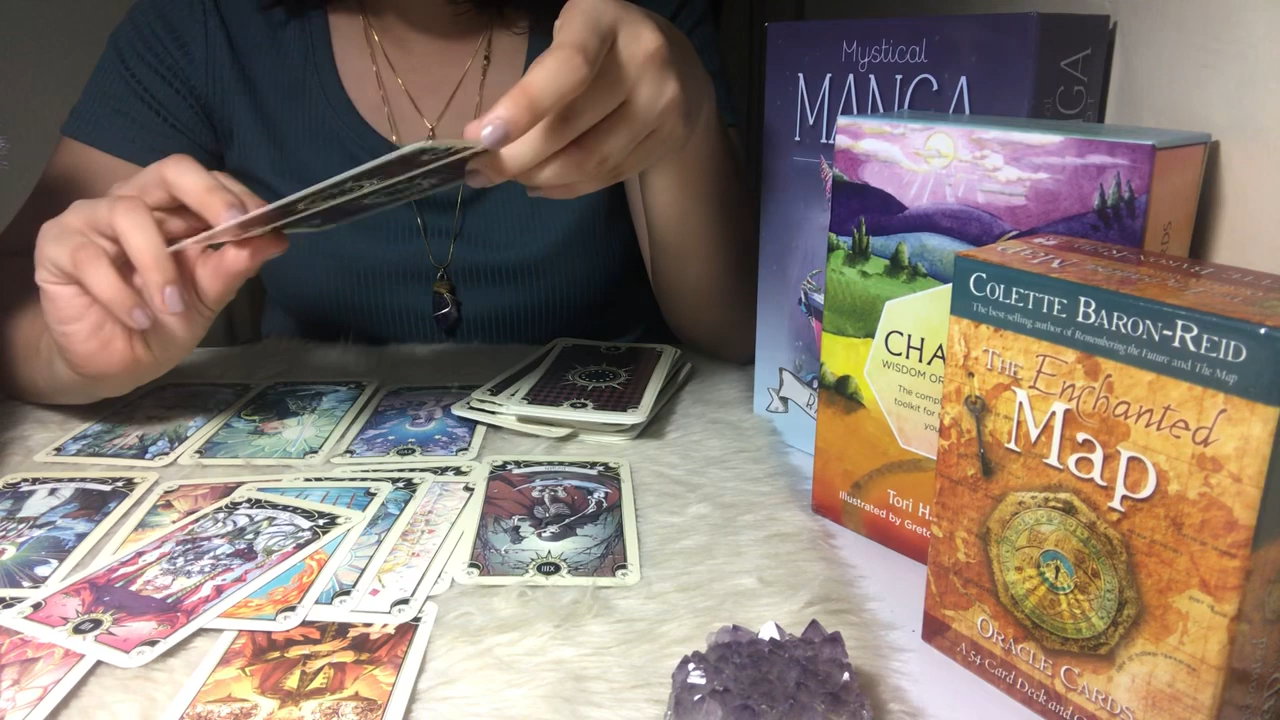 Mystical
MANGA
GA
CHA
WISDOM OR
The comp
toolkit for
you
Tori H.
Illustrated by Greto
COLETTE BARON-REID
The best-selling author of Remembering the Future and The Map
THE Enchanted
Map
ORACLE CARDS
A 54-Card Deck and G
CARDS
XIII